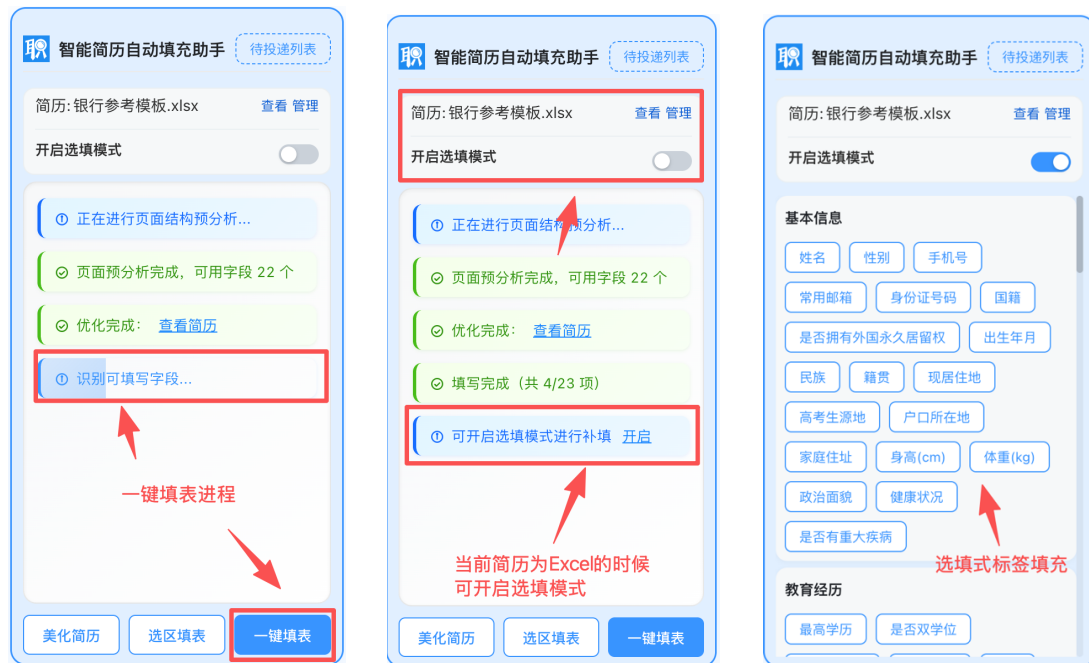 职 智能简历自动填充助手 待投递列表
简历:银行参考模板.xlsx 查看 管理
开启选填模式
正在进行页面结构预分析...
页面预分析完成，可用字段 22 个
优化完成： 查看简历
识别可填写字段...
一键填表进程
美化简历 选区填表 一键填表
职 智能简历自动填充助手 待投递列表
简历:银行参考模板.xlsx 查看 管理
开启选填模式
正在进行页面结构预分析...
页面预分析完成，可用字段 22 个
优化完成： 查看简历
填写完成（共 4/23 项）
可开启选填模式进行补填 开启
当前简历为Excel的时候
可开启选填模式
美化简历 选区填表 一键填表
职 智能简历自动填充助手 待投递列表
简历:银行参考模板.xlsx 查看 管理
开启选填模式
基本信息
姓名 性别 手机号
常用邮箱 身份证号码 国籍
是否拥有外国永久居留权 出生年月
民族 籍贯 现居住地
高考生源地 户口所在地
家庭住址 身高(cm) 体重(kg)
政治面貌 健康状况
是否有重大疾病
选填式标签填充
教育经历
最高学历 是否双学位